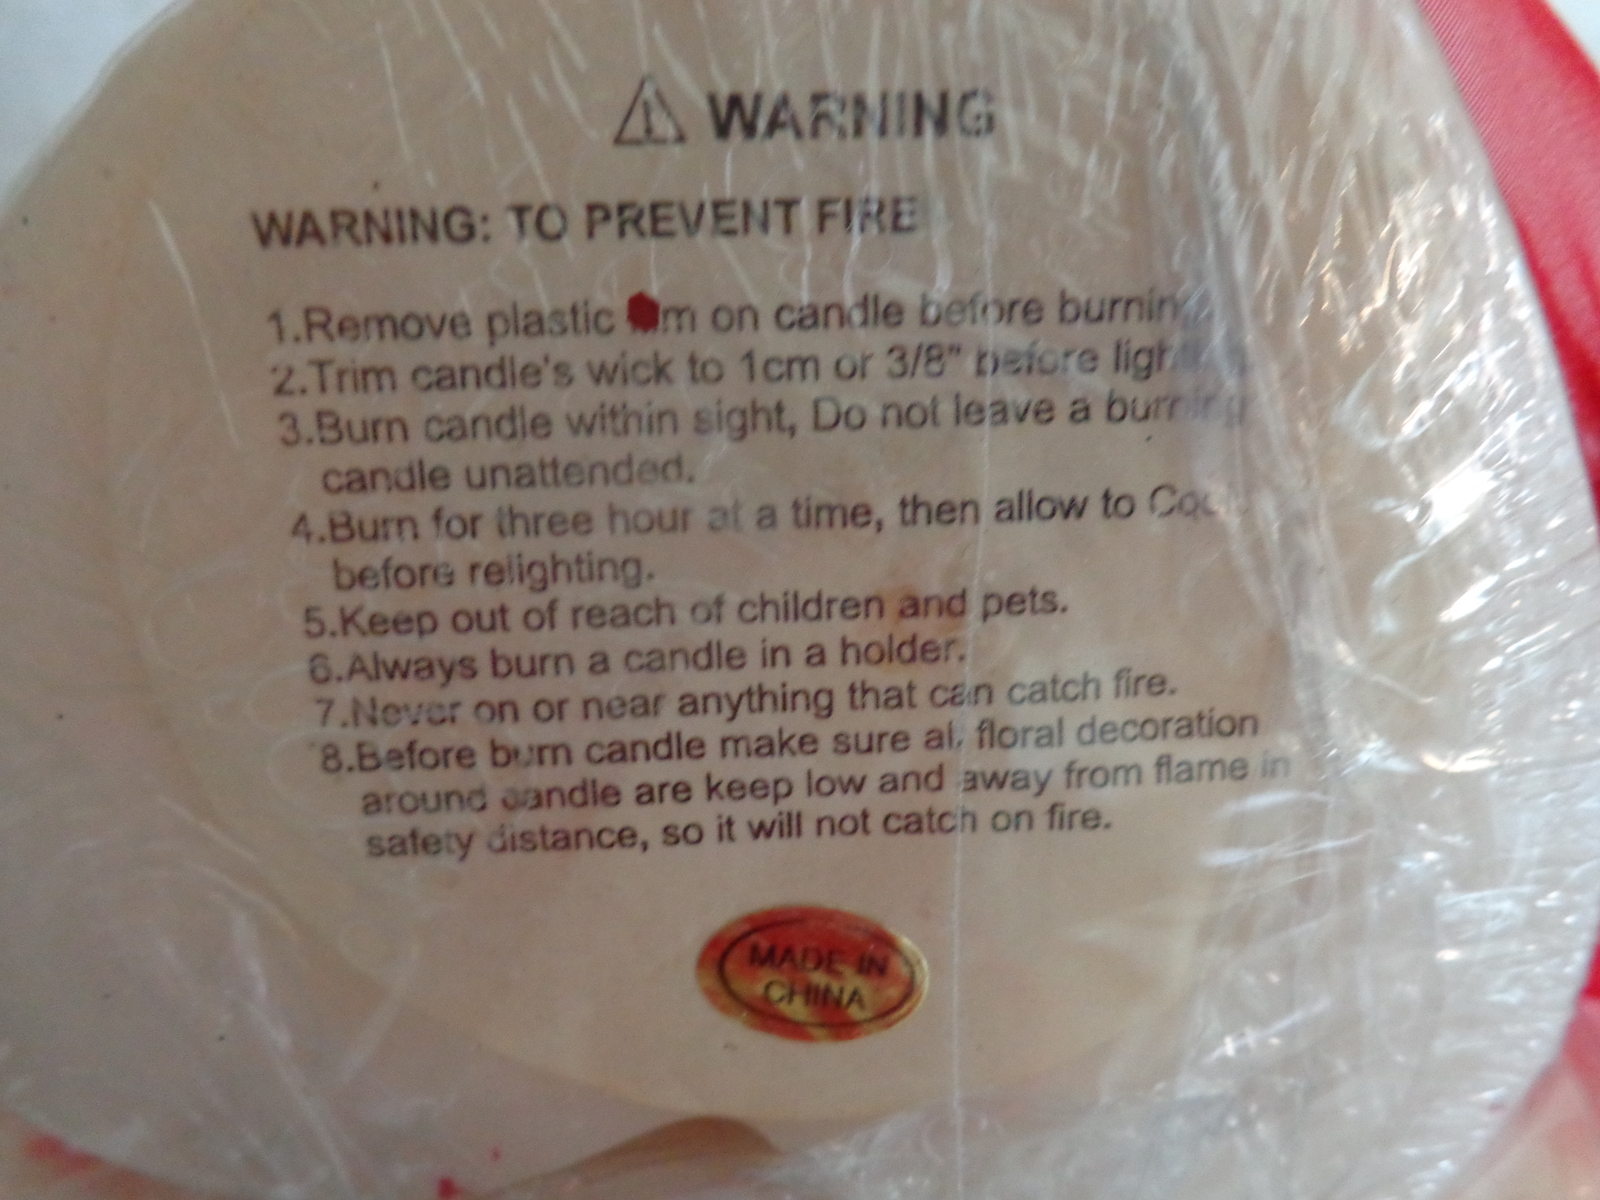 WARNING
WARNING: TO PREVENT FIRE
1.Remove plastic on candle before burning
2.Trim candle's wick to 1cm or 3/8" before lighting
3.Burn candle within sight, Do not leave a burning
candle unattended.
4.Burn for three hour at a time, then allow to Cool
before relighting.
5.Keep out of reach of children and pets.
6.Always burn a candle in a holder.
7.Never on or near anything that can catch fire.
8.Before burn candle make sure all floral decoration
around candle are keep low and away from flame in
safety distance, so it will not catch on fire.
MADE IN
CHINA